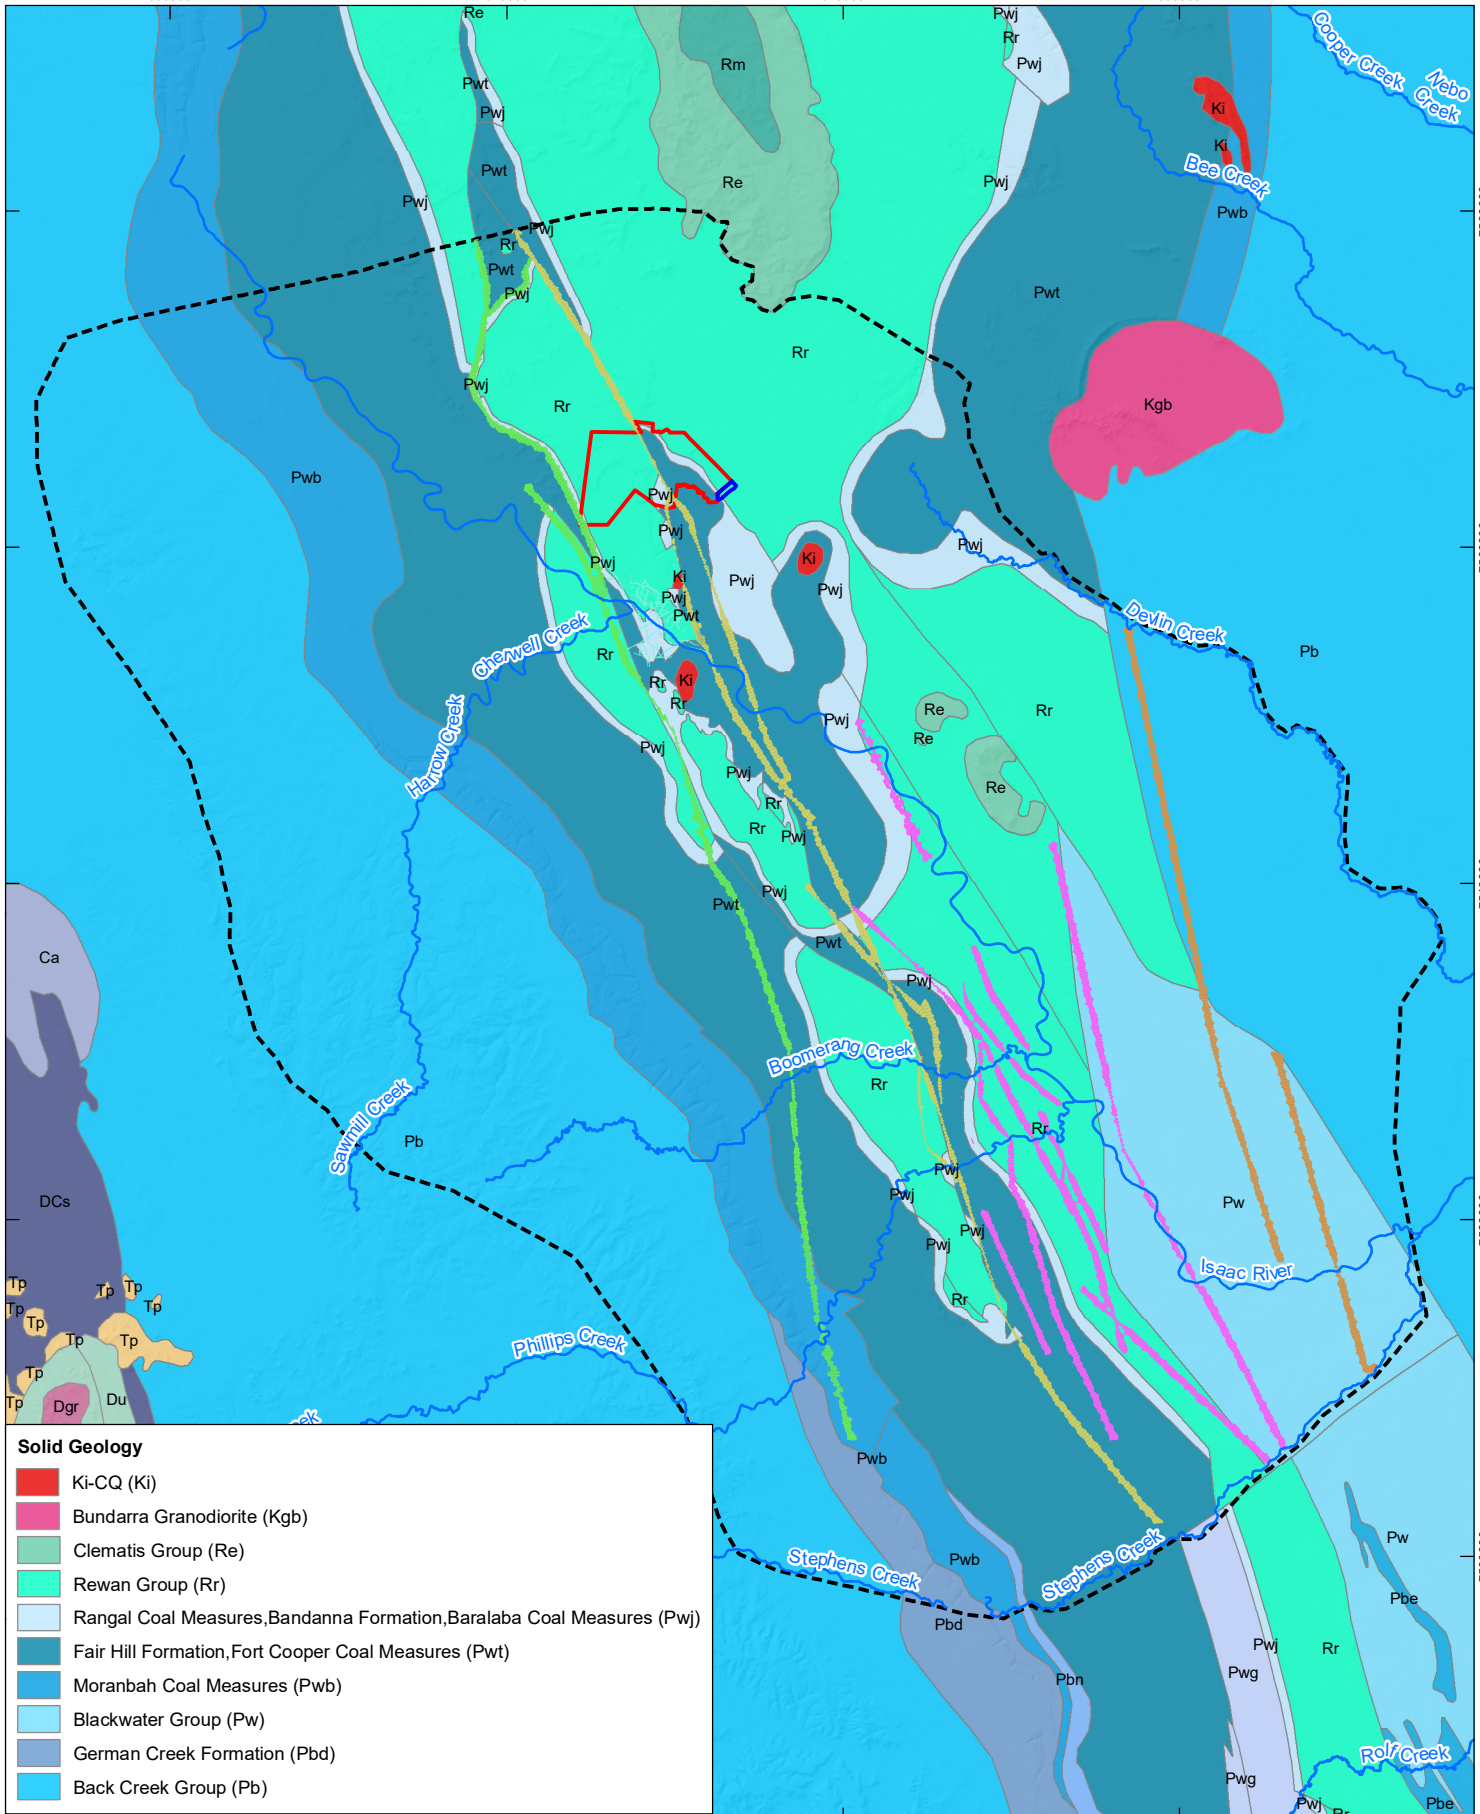 Re
Pwj
Rr
Pwj
Cooper Creek
Nebo
Creek
Rm
Pwt
Pwj
Ki
Ki
Pwt
Re
Pwj
Bee Creek
Pwj
Pwb
Pwj
Rr
Pwt
Pwj
Pwt
Rr
Pwj
Rr
Kgb
Pwb
Pwj
Pwj
Pwj
Ki
Pwj
Ki
Pwj
Pwj
Pwj
Pwt
Devlin Creek
Cherwell Creek
Rr
Pb
Rr
Ki
Rr
Harrow Creek
Pwj
Pwj
Re
Rr
Re
Pwj
Re
Rr
Rr
Pwj
Pwj
Pwt
Pwt
Ca
Pwj
Boomerang Creek
Rr
Sawmill Creek
Pb
Rr
Pwj
Pwj
DCs
Pw
Pwj
Pwj
Isaac River
Tp
Tp
Tp
Tp
Tp
Tp
Rr
Tp
Tp
Phillips Creek
Tp
Tp
Dgr
Du
eek
Solid Geology
Ki-CQ (Ki)
Bundarra Granodiorite (Kgb)
Clematis Group (Re)
Rewan Group (Rr)
Rangal Coal Measures,Bandanna Formation,Baralaba Coal Measures (Pwj)
Fair Hill Formation,Fort Cooper Coal Measures (Pwt)
Moranbah Coal Measures (Pwb)
Blackwater Group (Pw)
German Creek Formation (Pbd)
Back Creek Group (Pb)
Pwb
Pwb
Pw
Stephens Creek
Stephens Creek
Pbe
Pbd
Pwj
Rr
Pbn
Pwg
Rolf Creek
Pwg
Pwj
Rr
Pbe